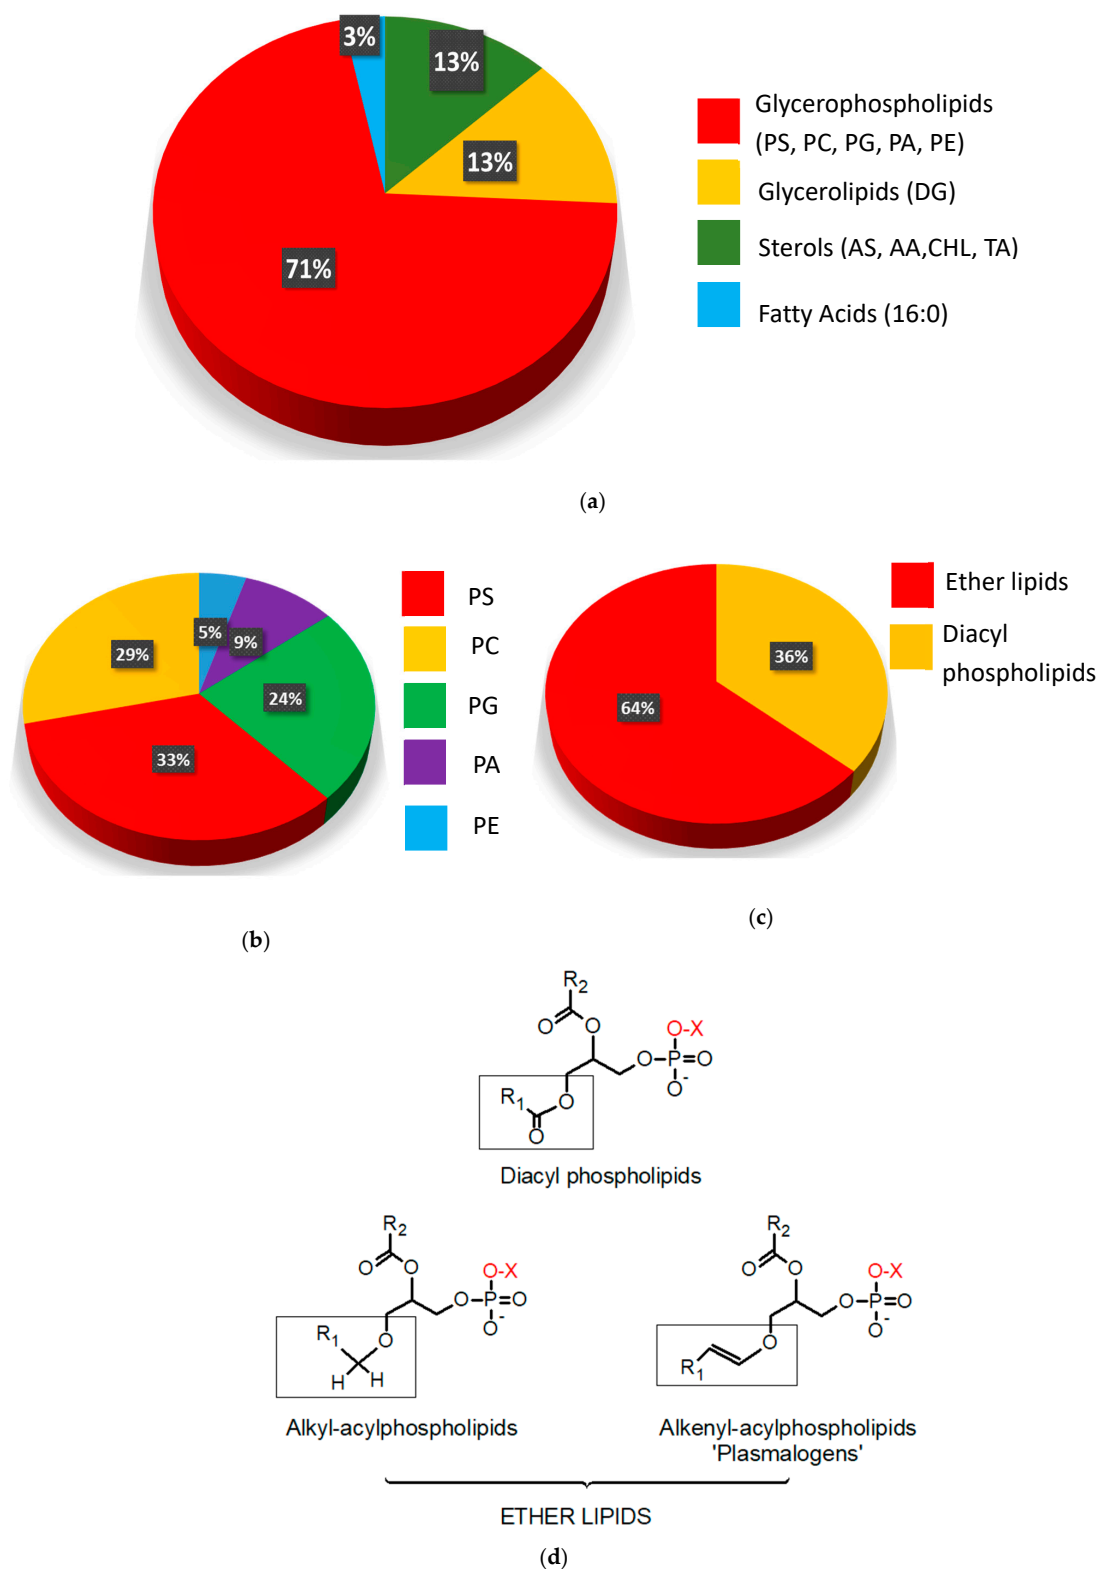 3%
13%
13%
71%
Glycerophospholipids
(PS, PC, PG, PA, PE)
Glycerolipids (DG)
Sterols (AS, AA,CHL, TA)
Fatty Acids (16:0)
(a)
5%
9%
29%
24%
33%
PS
PC
PG
PA
PE
(b)
36%
64%
Ether lipids
Diacyl
phospholipids
(c)
R2
O
O
O-X
O-P=O
O-
R1
O
O
Diacyl phospholipids
R2
O
O
O-X
O-P=O
O-
R1
O
H H
Alkyl-acylphospholipids
R2
O
O
O-X
O-P=O
O-
O
R1
Alkenyl-acylphospholipids
'Plasmalogens'
ETHER LIPIDS
(d)